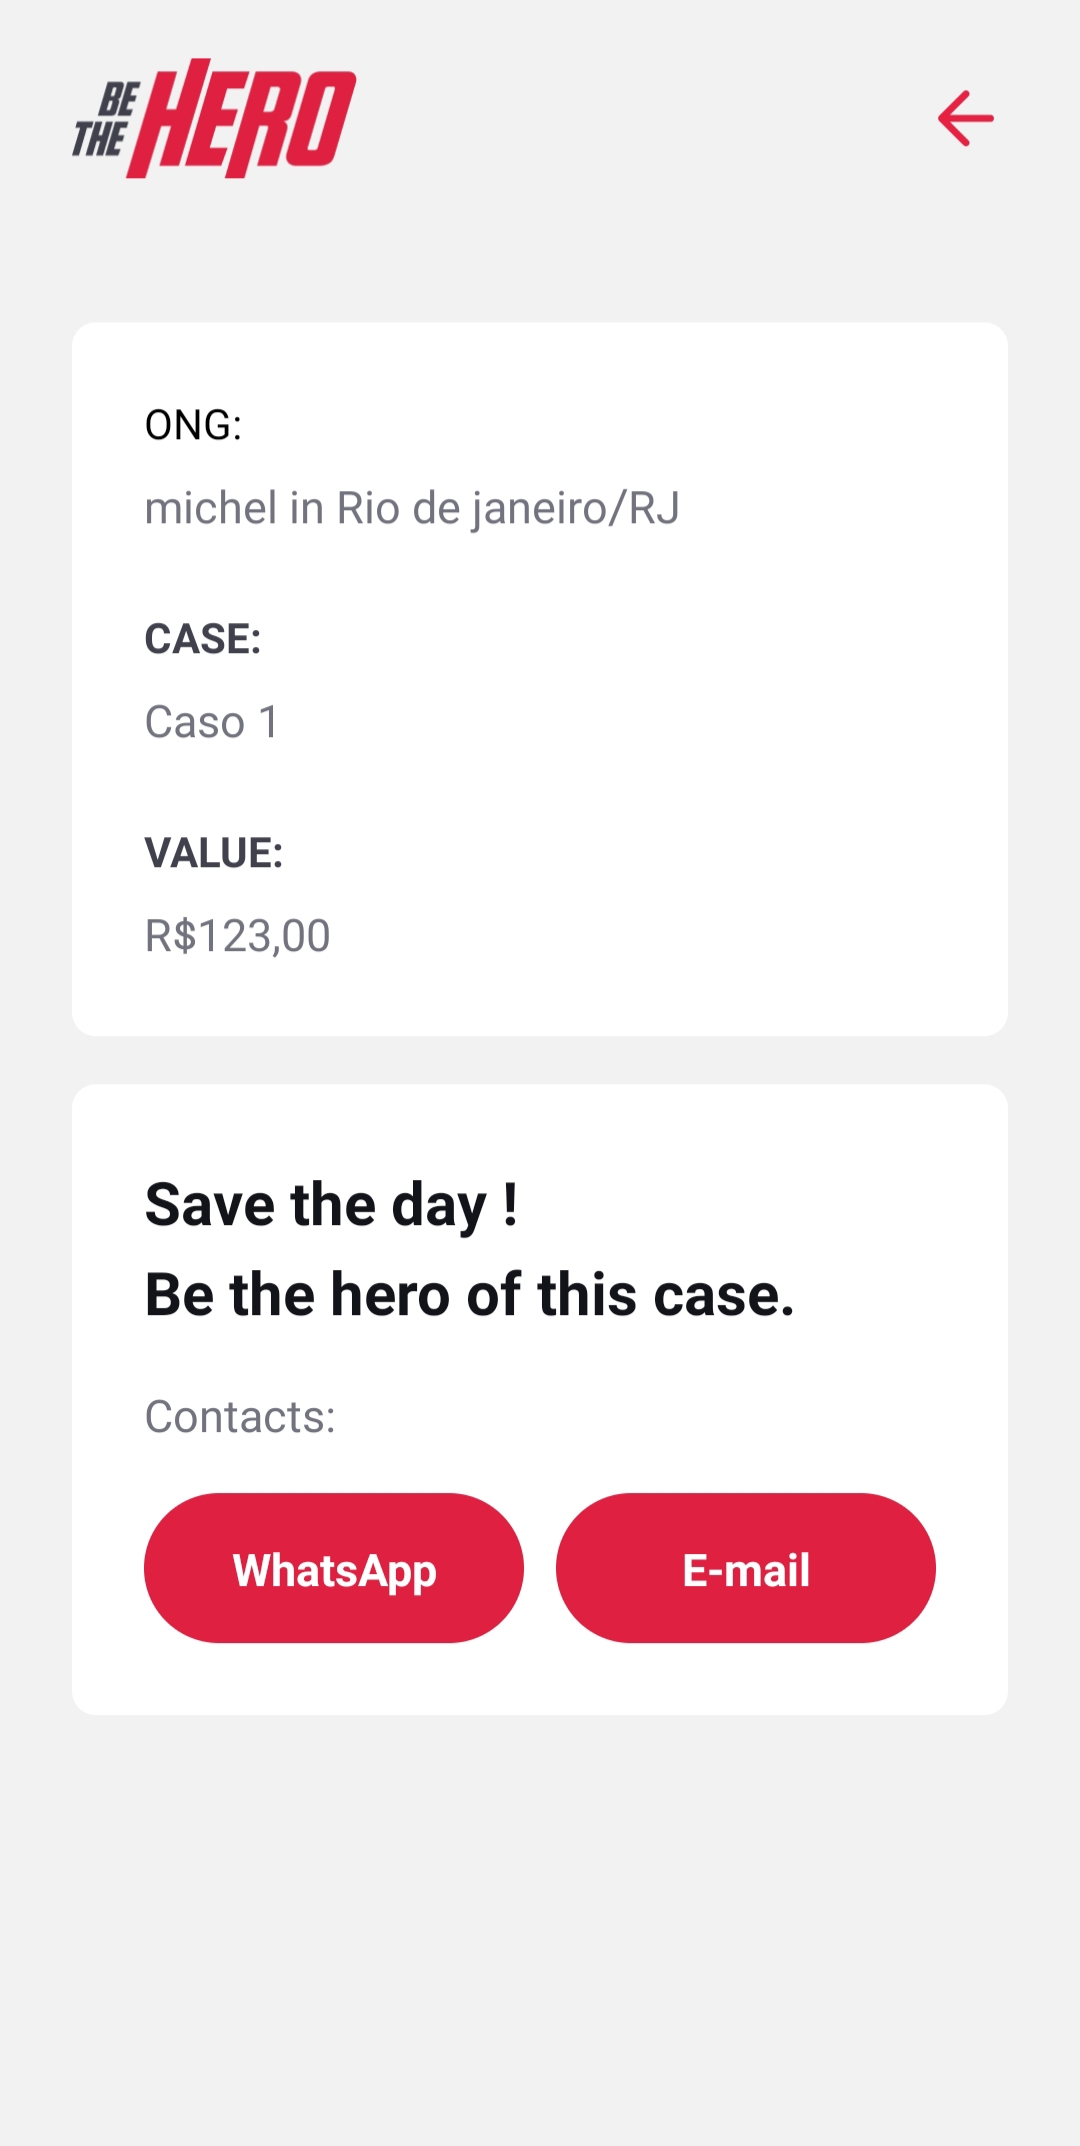 BE
THE HERO
ONG:
michel in Rio de janeiro/RJ
CASE:
Caso 1
VALUE:
R$123,00
Save the day !
Be the hero of this case.
Contacts:
WhatsApp E-mail